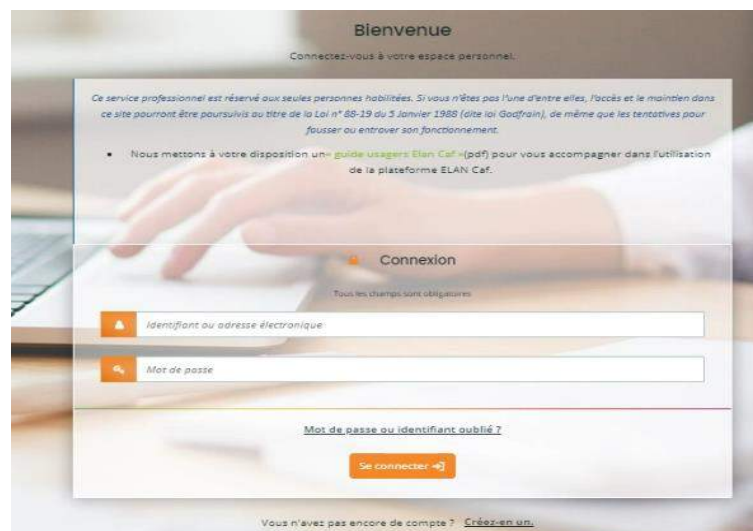 Bienvenue
Connectez-vous à votre espace personnel.
Ce service professionnel est réservé aux seules personnes habilitées. Si vous n'êtes pas l'une d'entre elles, l'accès et le maintien dans
ce site pourront être poursuivis au titre de la Loi n° 88-19 du 5 Janvier 1988 (dite loi Godfrain), de même que les tentatives pour
fausser ou entraver son fonctionnement.
• Nous mettons à votre disposition un« guide usagers Elan Caf »(pdf) pour vous accompagner dans l'utilisation
de la plateforme ELAN Caf.
Connexion
Tous les champs sont obligatoires
Identifiant ou adresse électronique
Mot de passe
Mot de passe ou identifiant oublié ?
Se connecter
Vous n'avez pas encore de compte ? Créez-en un.